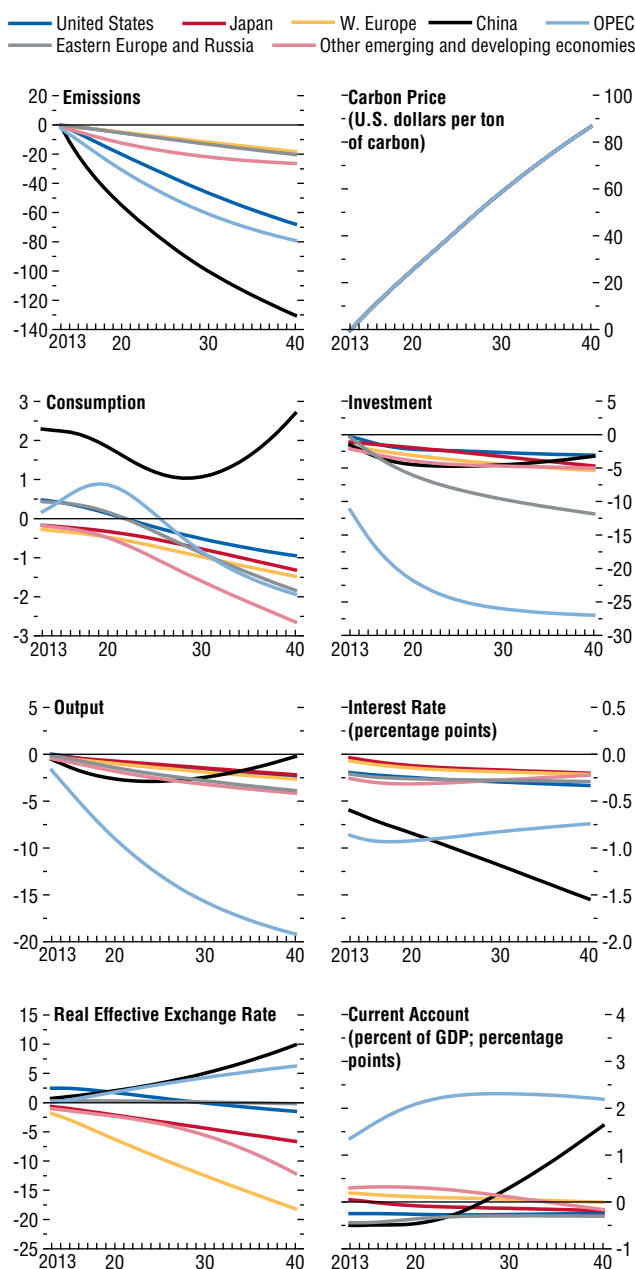 United States
Japan
W. Europe
China
OPEC
Eastern Europe and Russia
Other emerging and developing economies
Emissions
20
0
-20
-40
-60
-80
-100
-120
-140
2013 20 30 40
Carbon Price
(U.S. dollars per ton
of carbon)
100
80
60
40
20
0
2013 20 30 40
Consumption
3
2
1
0
-1
-2
-3
2013 20 30 40
Investment
5
0
-5
-10
-15
-20
-25
-30
2013 20 30 40
Output
5
0
-5
-10
-15
-20
2013 20 30 40
Interest Rate
(percentage points)
0.5
0.0
-0.5
-1.0
-1.5
-2.0
2013 20 30 40
Real Effective Exchange Rate
15
10
5
0
-5
-10
-15
-20
-25
2013 20 30 40
Current Account
(percent of GDP; percentage
points)
4
3
2
1
0
-1
2013 20 30 40